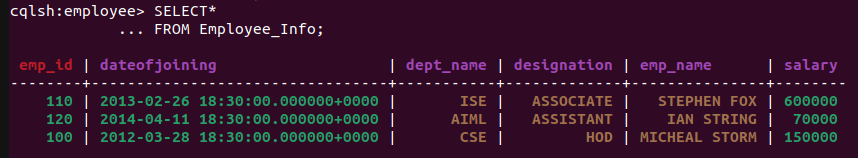 cqlsh:employee> SELECT*
... FROM Employee_Info;
emp_id | dateofjoining | dept_name | designation | emp_name | salary
--------+---------------------------------+-----------+-------------+---------------+--------
110 | 2013-02-26 18:30:00.000000+0000 | ISE | ASSOCIATE | STEPHEN FOX | 600000
120 | 2014-04-11 18:30:00.000000+0000 | AIML | ASSISTANT | IAN STRING | 70000
100 | 2012-03-28 18:30:00.000000+0000 | CSE | HOD | MICHEAL STORM | 150000